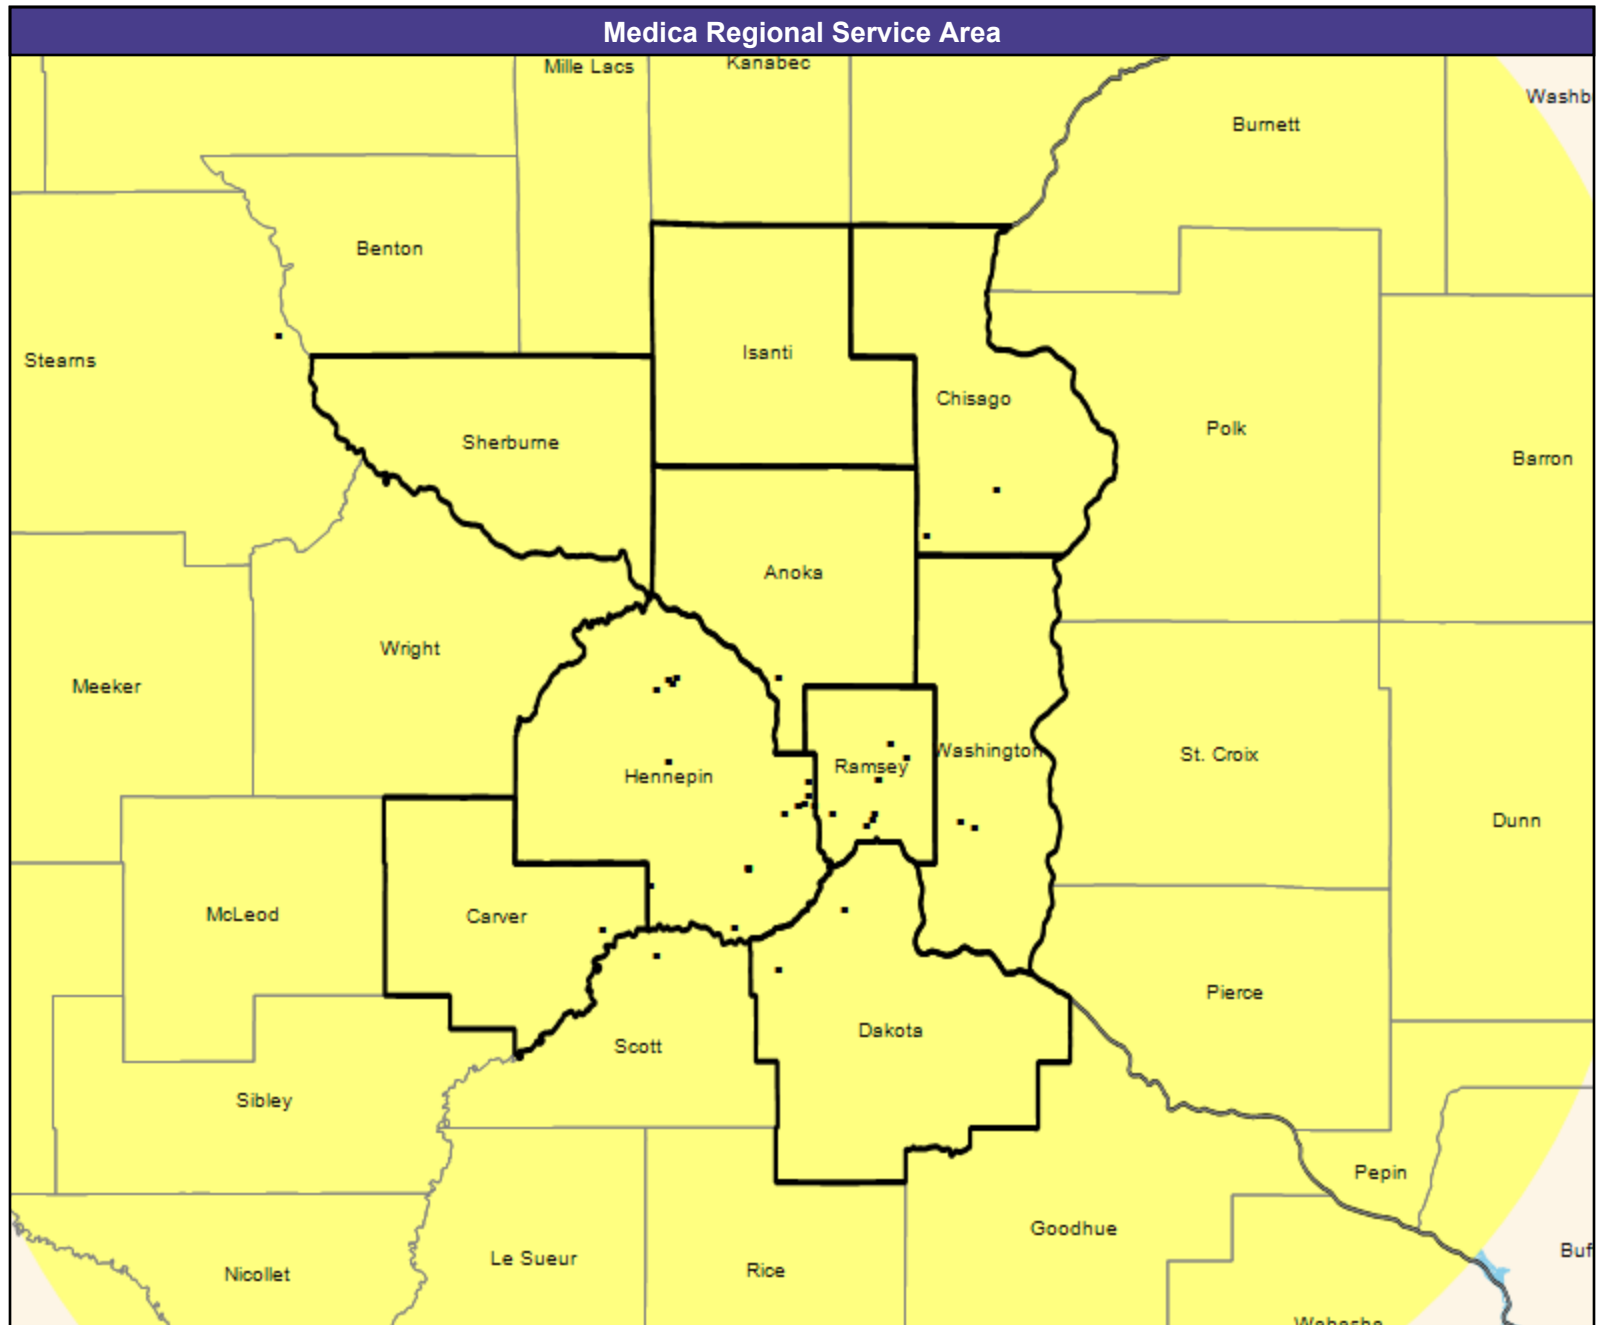 Medica Regional Service Area
Mille Lacs
Kanabec
Washb
Burnett
Benton
Stearns
Isanti
Chisago
Sherburne
Polk
Barron
Anoka
Wright
Meeker
Hennepin
Ramsey
Washington
St. Croix
Dunn
McLeod
Carver
Pierce
Scott
Dakota
Sibley
Pepin
Goodhue
Le Sueur
Rice
Nicollet
Buf